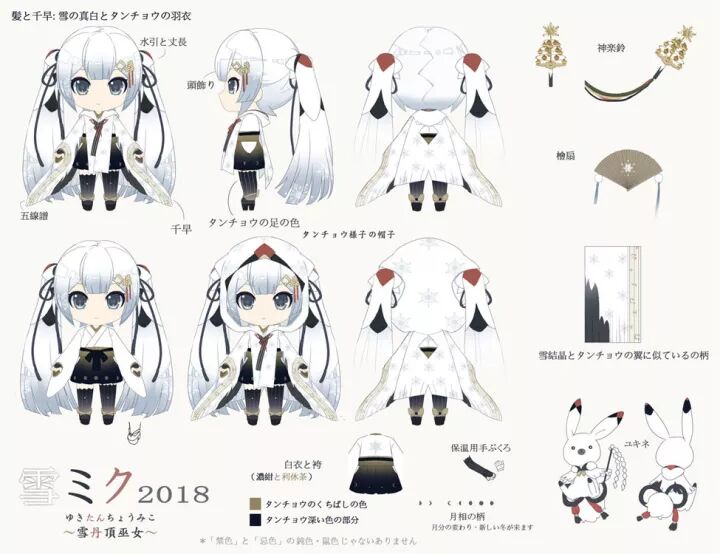 髪と千早: 雪の真白とタンチョウの羽衣
水引と丈長
頭飾り
神楽鈴
檜扇
五線譜
千早
タンチョウの足の色
タンチョウ様子の帽子
雪結晶とタンチョウの翼に似ているの柄
白衣と袴
(濃紺と利休茶)
保温用手ぶくろ
ユキネ
雪ミク2018
ゆきたんちょうみこ
～雪丹頂巫女～
タンチョウのくちばしの色
タンチョウ深い色の部分
月相の柄
月分の変わり・新しい冬が来ます
*「禁色」と「忌色」の鈍色・鼠色じゃないありません